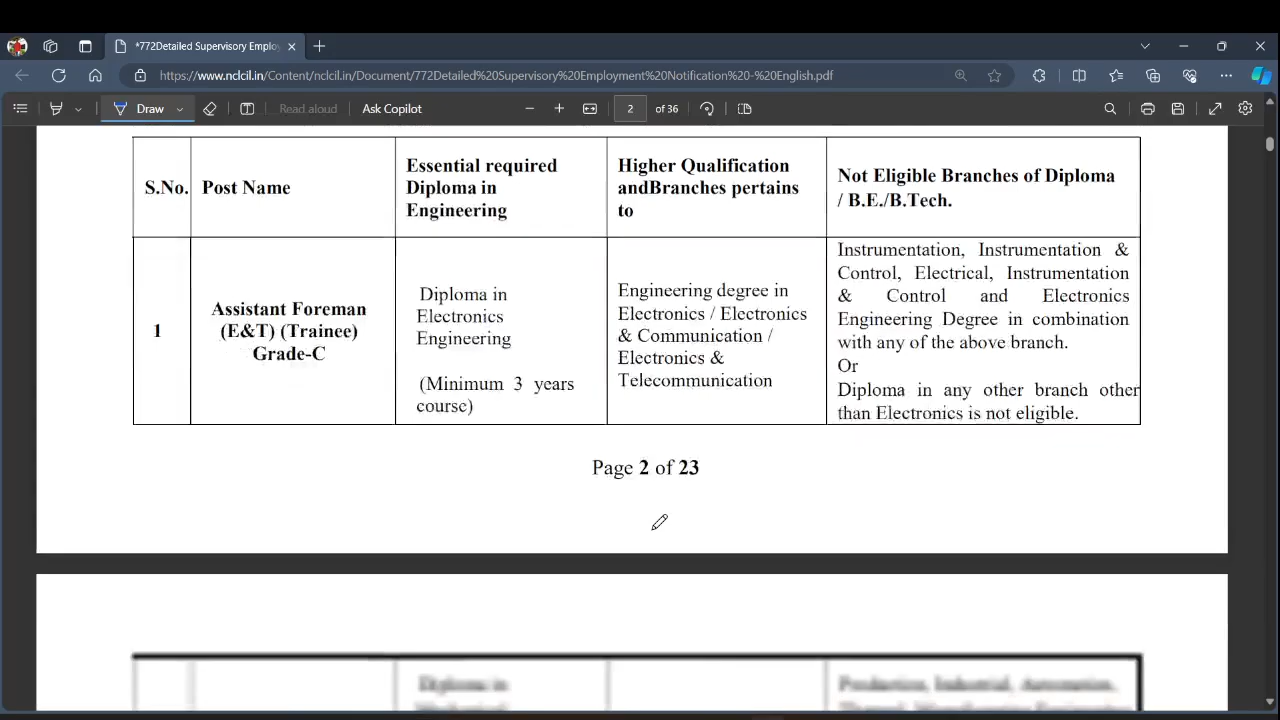 *772Detailed Supervisory Emplo
https://www.nclcil.in/Content/nclcil.in/Document/772Detailed%20Supervisory%20Employment%20Notification%20-%20English.pdf
Draw
Read aloud
Ask Copilot
2
of 36
S.No.
Post Name
Essential required
Diploma in
Engineering
Higher Qualification
andBranches pertains
to
Not Eligible Branches of Diploma
/ B.E./B.Tech.
1
Assistant Foreman
(E&T) (Trainee)
Grade-C
Diploma in
Electronics
Engineering
(Minimum 3 years
course)
Engineering degree in
Electronics / Electronics
& Communication /
Electronics &
Telecommunication
Instrumentation, Instrumentation &
Control, Electrical, Instrumentation
& Control and Electronics
Engineering Degree in combination
with any of the above branch.
Or
Diploma in any other branch other
than Electronics is not eligible.
Page 2 of 23
Diploma in
Production, Industrial, Automation,